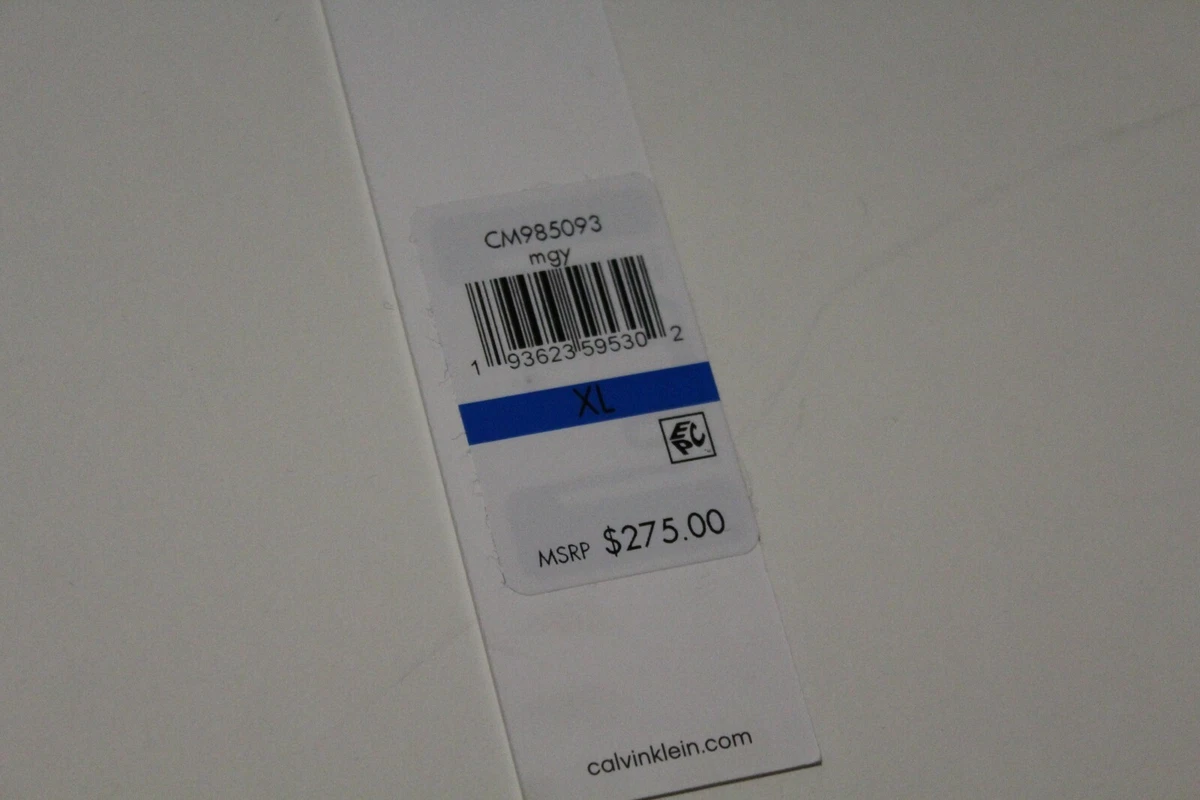 CM985093
mgy
1 93623 59530 2
XL
EPC
MSRP $275.00
calvinklein.com